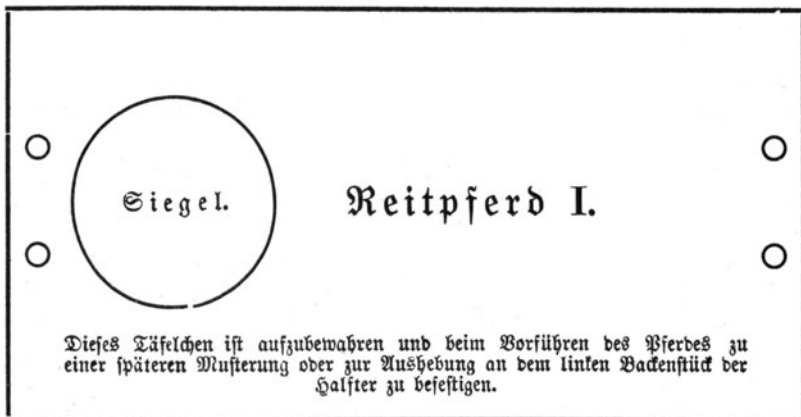 Siegel.
Reitpferd I.
Dieses Täfelchen ist aufzubewahren und beim Vorführen des Pferdes zu
einer späteren Musterung oder zur Aushebung an dem linken Backenstück der
Halfter zu befestigen.